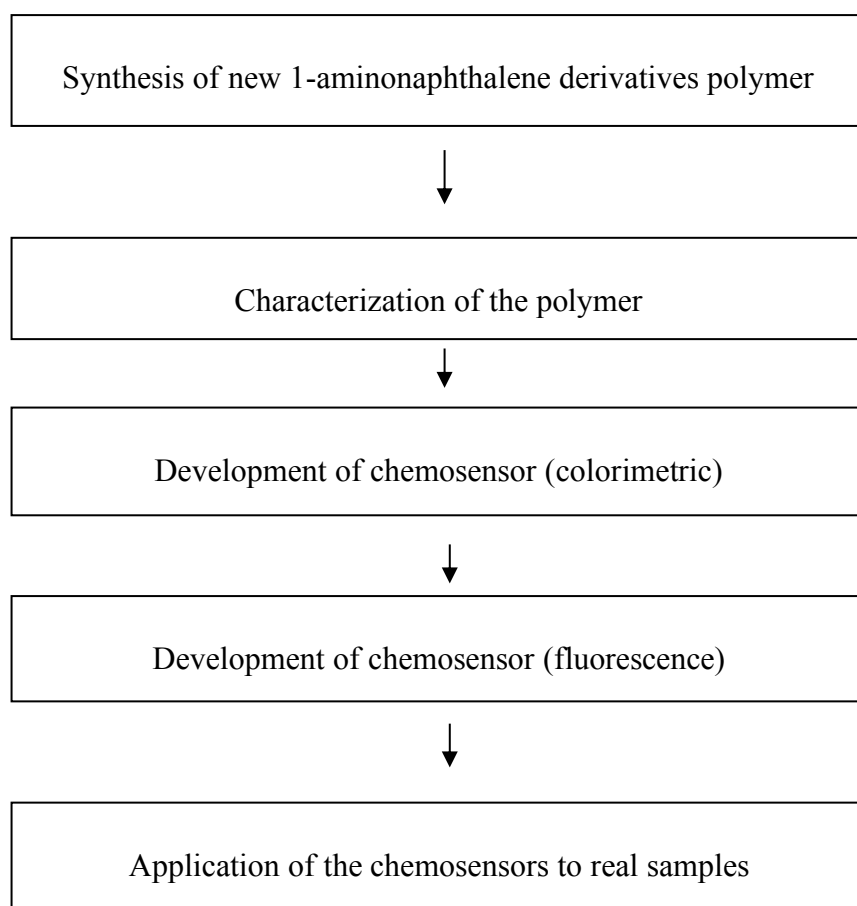 Synthesis of new 1-aminonaphthalene derivatives polymer
Characterization of the polymer
Development of chemosensor (colorimetric)
Development of chemosensor (fluorescence)
Application of the chemosensors to real samples